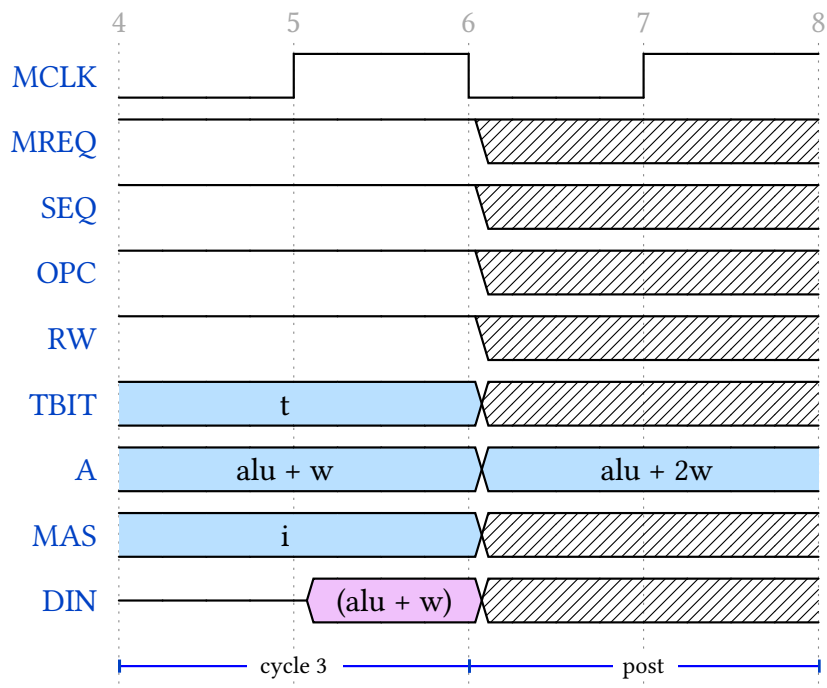 4 5 6 7 8
MCLK
MREQ
SEQ
OPC
RW
TBIT t
A alu + w alu + 2w
MAS i
DIN (alu + w)
cycle 3 post